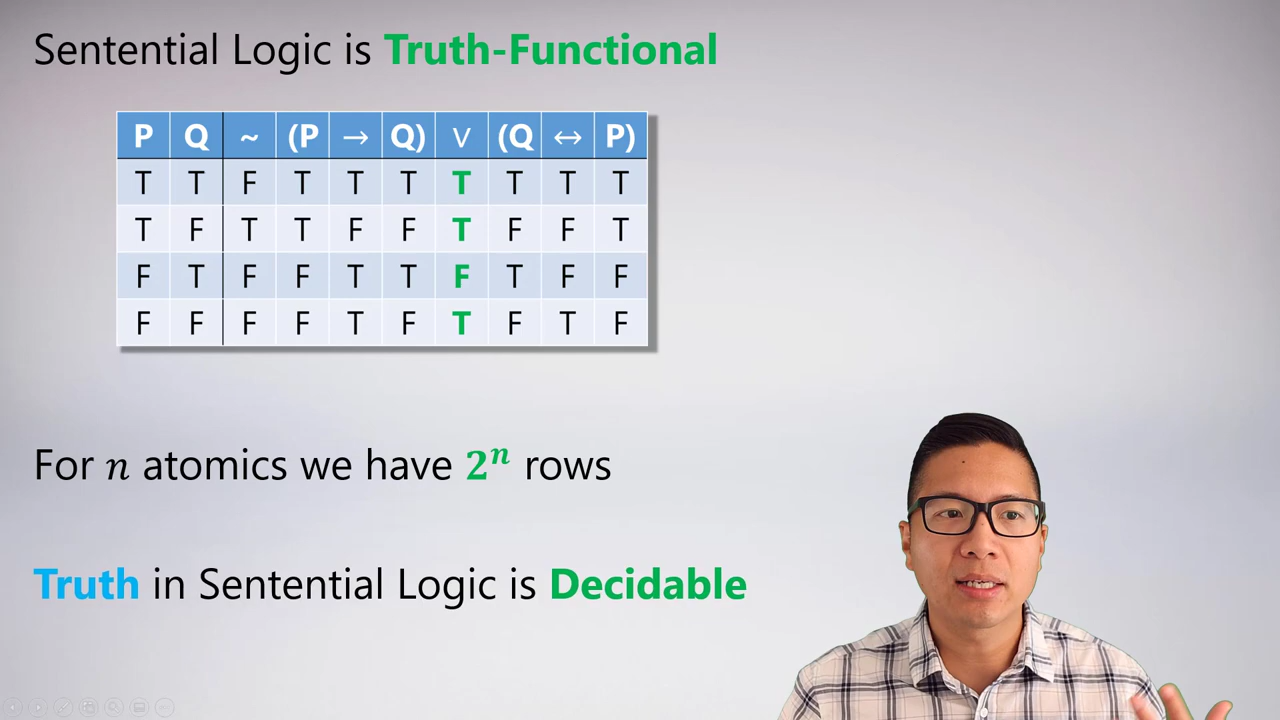 Sentential Logic is Truth-Functional
P Q ~ (P → Q) ∨ (Q ↔ P)
T T F T T T T T T T
T F T T F F T F F T
F T F F T T F T F F
F F F F T F T F T F
For n atomics we have 2ⁿ rows
Truth in Sentential Logic is Decidable